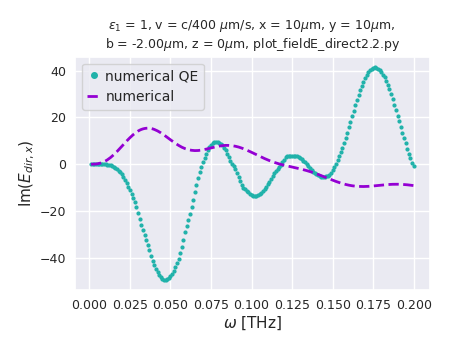 ε₁ = 1, v = c/400 μm/s, x = 10μm, y = 10μm,
b = -2.00μm, z = 0μm, plot_fieldE_direct2.2.py
numerical QE
numerical
Im(E_{dir, x})
40
20
0
−20
−40
0.000 0.025 0.050 0.075 0.100 0.125 0.150 0.175 0.200
ω [THz]